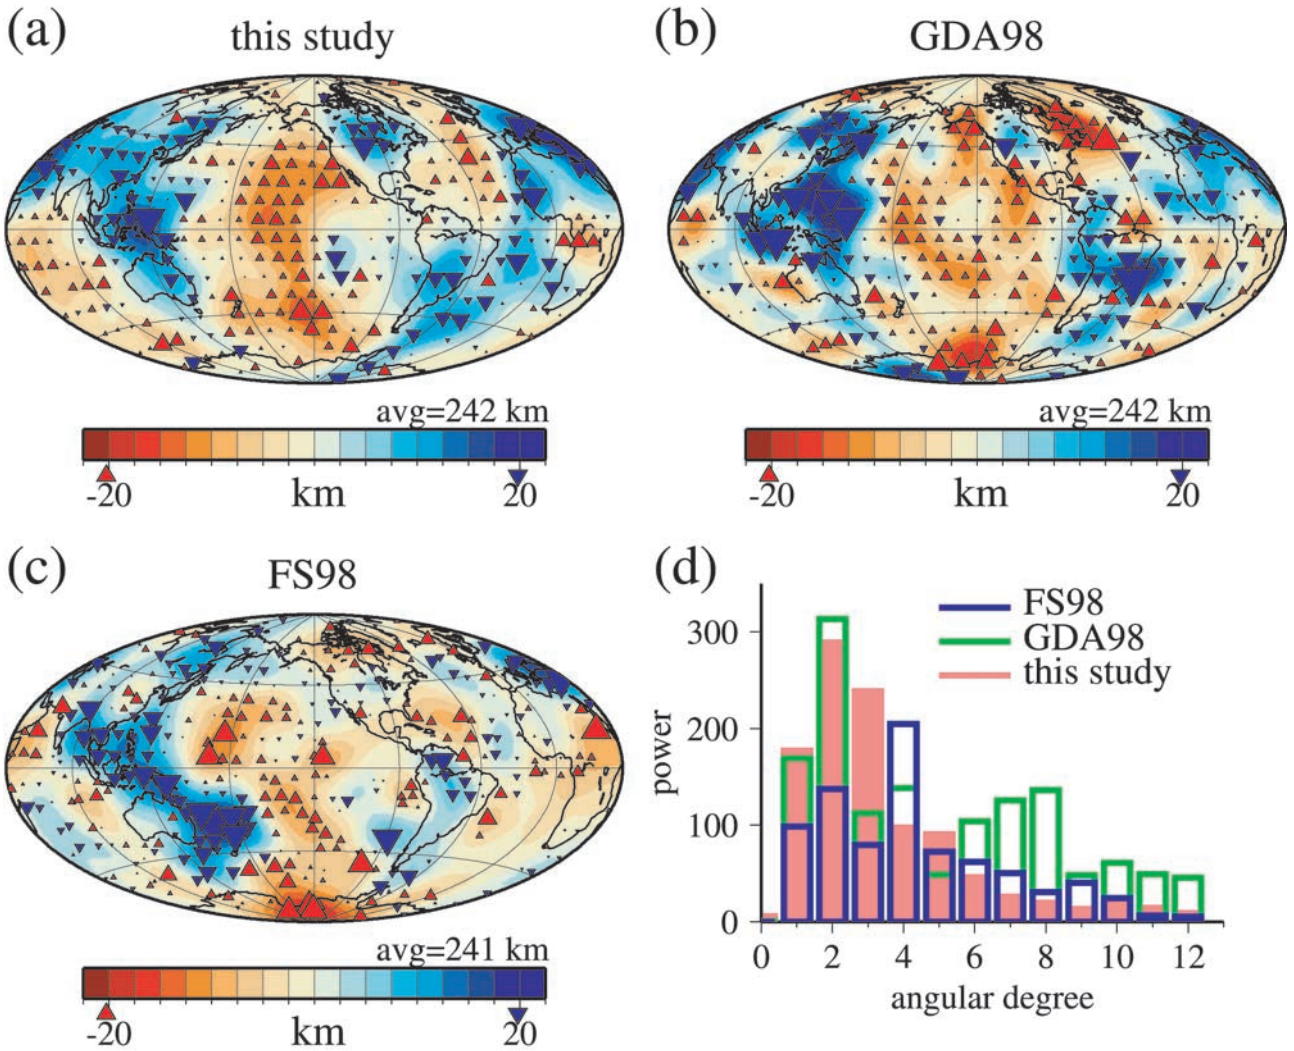 (a)
this study
avg=242 km
-20
km
20
(b)
GDA98
avg=242 km
-20
km
20
(c)
FS98
avg=241 km
-20
km
20
(d)
FS98
GDA98
this study
power
300
200
100
0
0 2 4 6 8 10 12
angular degree